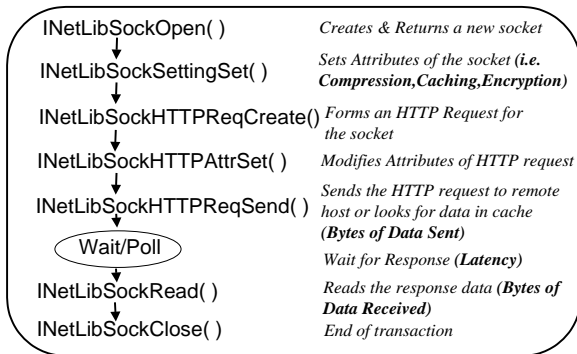 INetLibSockOpen( )
Creates & Returns a new socket
INetLibSockSettingSet( )
Sets Attributes of the socket (i.e.
Compression,Caching,Encryption)
INetLibSockHTTPReqCreate()
Forms an HTTP Request for
the socket
INetLibSockHTTPAttrSet( )
Modifies Attributes of HTTP request
INetLibSockHTTPReqSend( )
Sends the HTTP request to remote
host or looks for data in cache
(Bytes of Data Sent)
Wait/Poll
Wait for Response (Latency)
INetLibSockRead( )
Reads the response data (Bytes of
Data Received)
INetLibSockClose( )
End of transaction